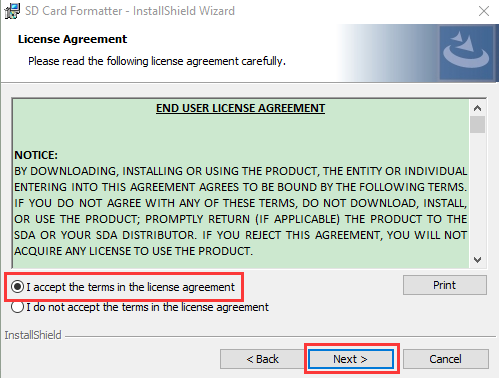 SD Card Formatter - InstallShield Wizard
License Agreement
Please read the following license agreement carefully.
END USER LICENSE AGREEMENT
NOTICE:
BY DOWNLOADING, INSTALLING OR USING THE PRODUCT, THE ENTITY OR INDIVIDUAL
ENTERING INTO THIS AGREEMENT AGREES TO BE BOUND BY THE FOLLOWING TERMS.
IF YOU DO NOT AGREE WITH ANY OF THESE TERMS, DO NOT DOWNLOAD, INSTALL,
OR USE THE PRODUCT; PROMPTLY RETURN (IF APPLICABLE) THE PRODUCT TO THE
SDA OR YOUR SDA DISTRIBUTOR. IF YOU REJECT THIS AGREEMENT, YOU WILL NOT
ACQUIRE ANY LICENSE TO USE THE PRODUCT.
I accept the terms in the license agreement
Print
I do not accept the terms in the license agreement
InstallShield
< Back
Next >
Cancel